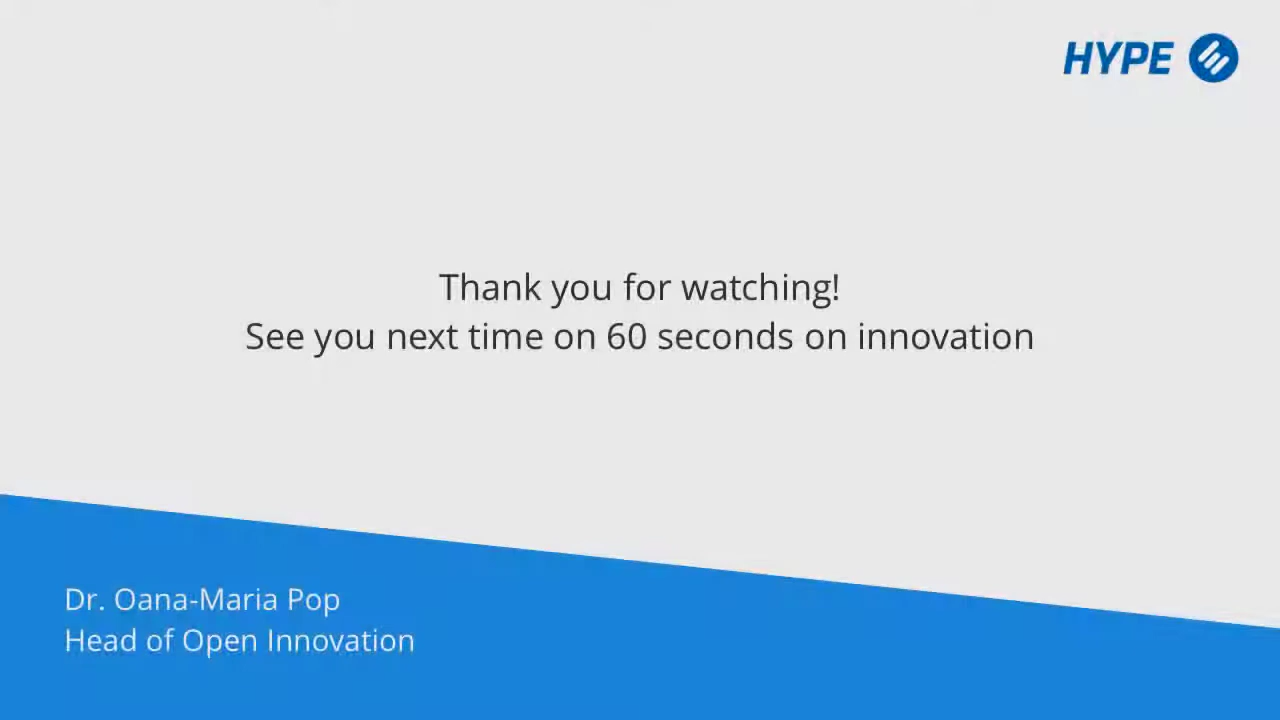 HYPE
Thank you for watching!
See you next time on 60 seconds on innovation
Dr. Oana-Maria Pop
Head of Open Innovation